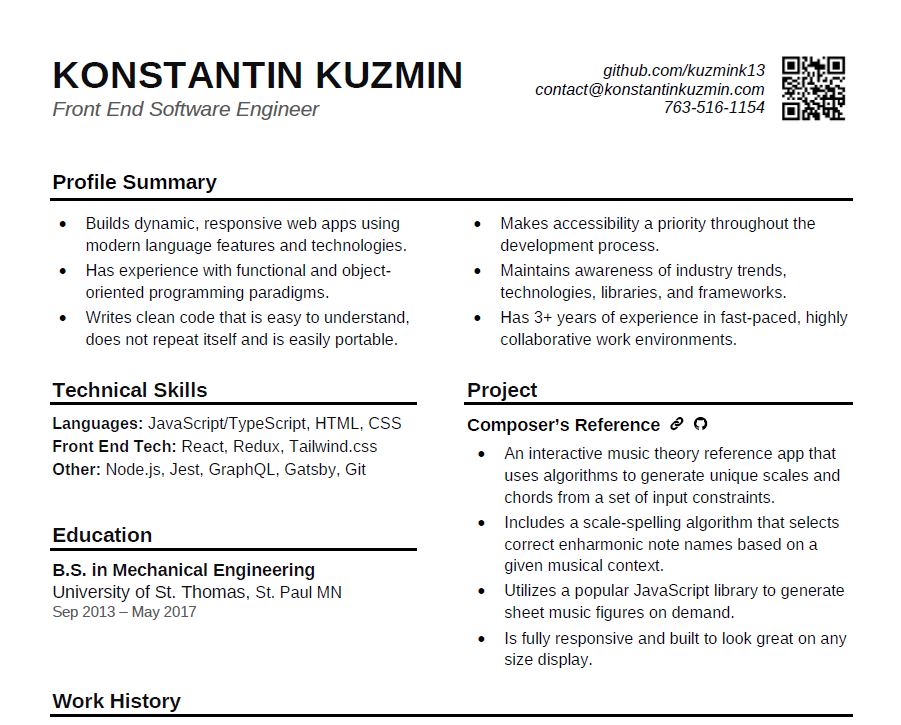 KONSTANTIN KUZMIN
Front End Software Engineer
github.com/kuzmink13
contact@konstantinkuzmin.com
763-516-1154
Profile Summary
• Builds dynamic, responsive web apps using
modern language features and technologies.
• Has experience with functional and object-
oriented programming paradigms.
• Writes clean code that is easy to understand,
does not repeat itself and is easily portable.
• Makes accessibility a priority throughout the
development process.
• Maintains awareness of industry trends,
technologies, libraries, and frameworks.
• Has 3+ years of experience in fast-paced, highly
collaborative work environments.
Technical Skills
Languages: JavaScript/TypeScript, HTML, CSS
Front End Tech: React, Redux, Tailwind.css
Other: Node.js, Jest, GraphQL, Gatsby, Git
Education
B.S. in Mechanical Engineering
University of St. Thomas, St. Paul MN
Sep 2013 – May 2017
Project
Composer’s Reference
• An interactive music theory reference app that
uses algorithms to generate unique scales and
chords from a set of input constraints.
• Includes a scale-spelling algorithm that selects
correct enharmonic note names based on a
given musical context.
• Utilizes a popular JavaScript library to generate
sheet music figures on demand.
• Is fully responsive and built to look great on any
size display.
Work History